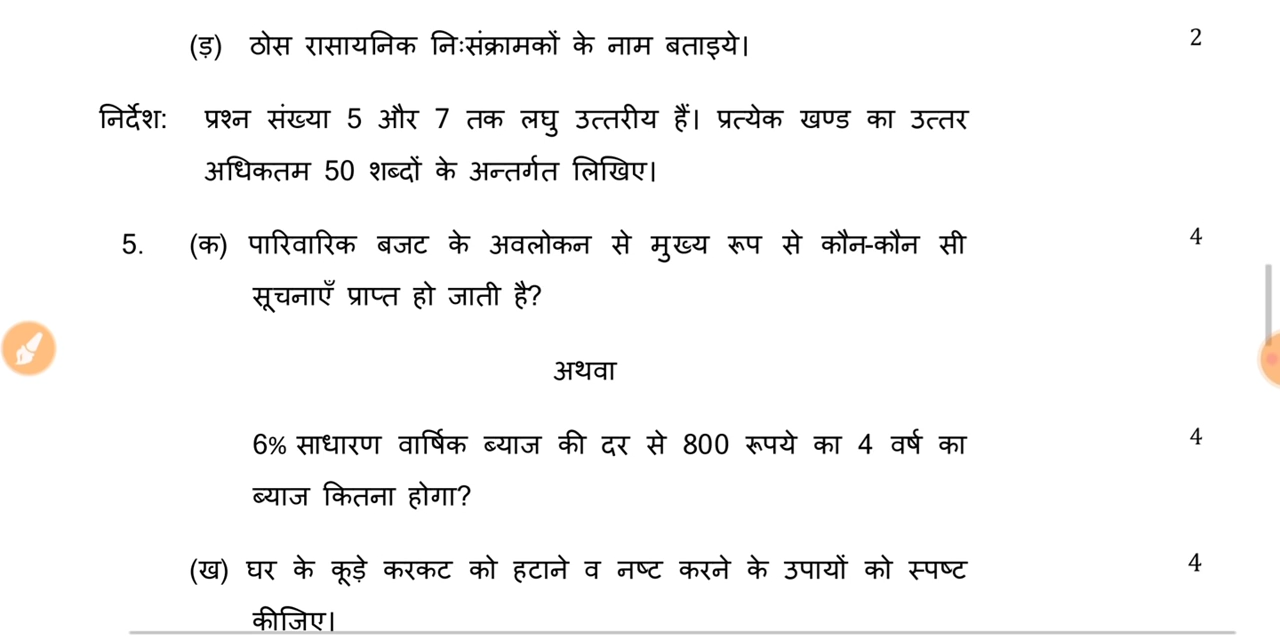 (ड़) ठोस रासायनिक निःसंक्रामकों के नाम बताइये। 2
निर्देश: प्रश्न संख्या 5 और 7 तक लघु उत्तरीय हैं। प्रत्येक खण्ड का उत्तर
अधिकतम 50 शब्दों के अन्तर्गत लिखिए।
5. (क) पारिवारिक बजट के अवलोकन से मुख्य रूप से कौन-कौन सी 4
सूचनाएँ प्राप्त हो जाती है?
अथवा
6% साधारण वार्षिक ब्याज की दर से 800 रूपये का 4 वर्ष का 4
ब्याज कितना होगा?
(ख) घर के कूड़े करकट को हटाने व नष्ट करने के उपायों को स्पष्ट 4
कीजिए।